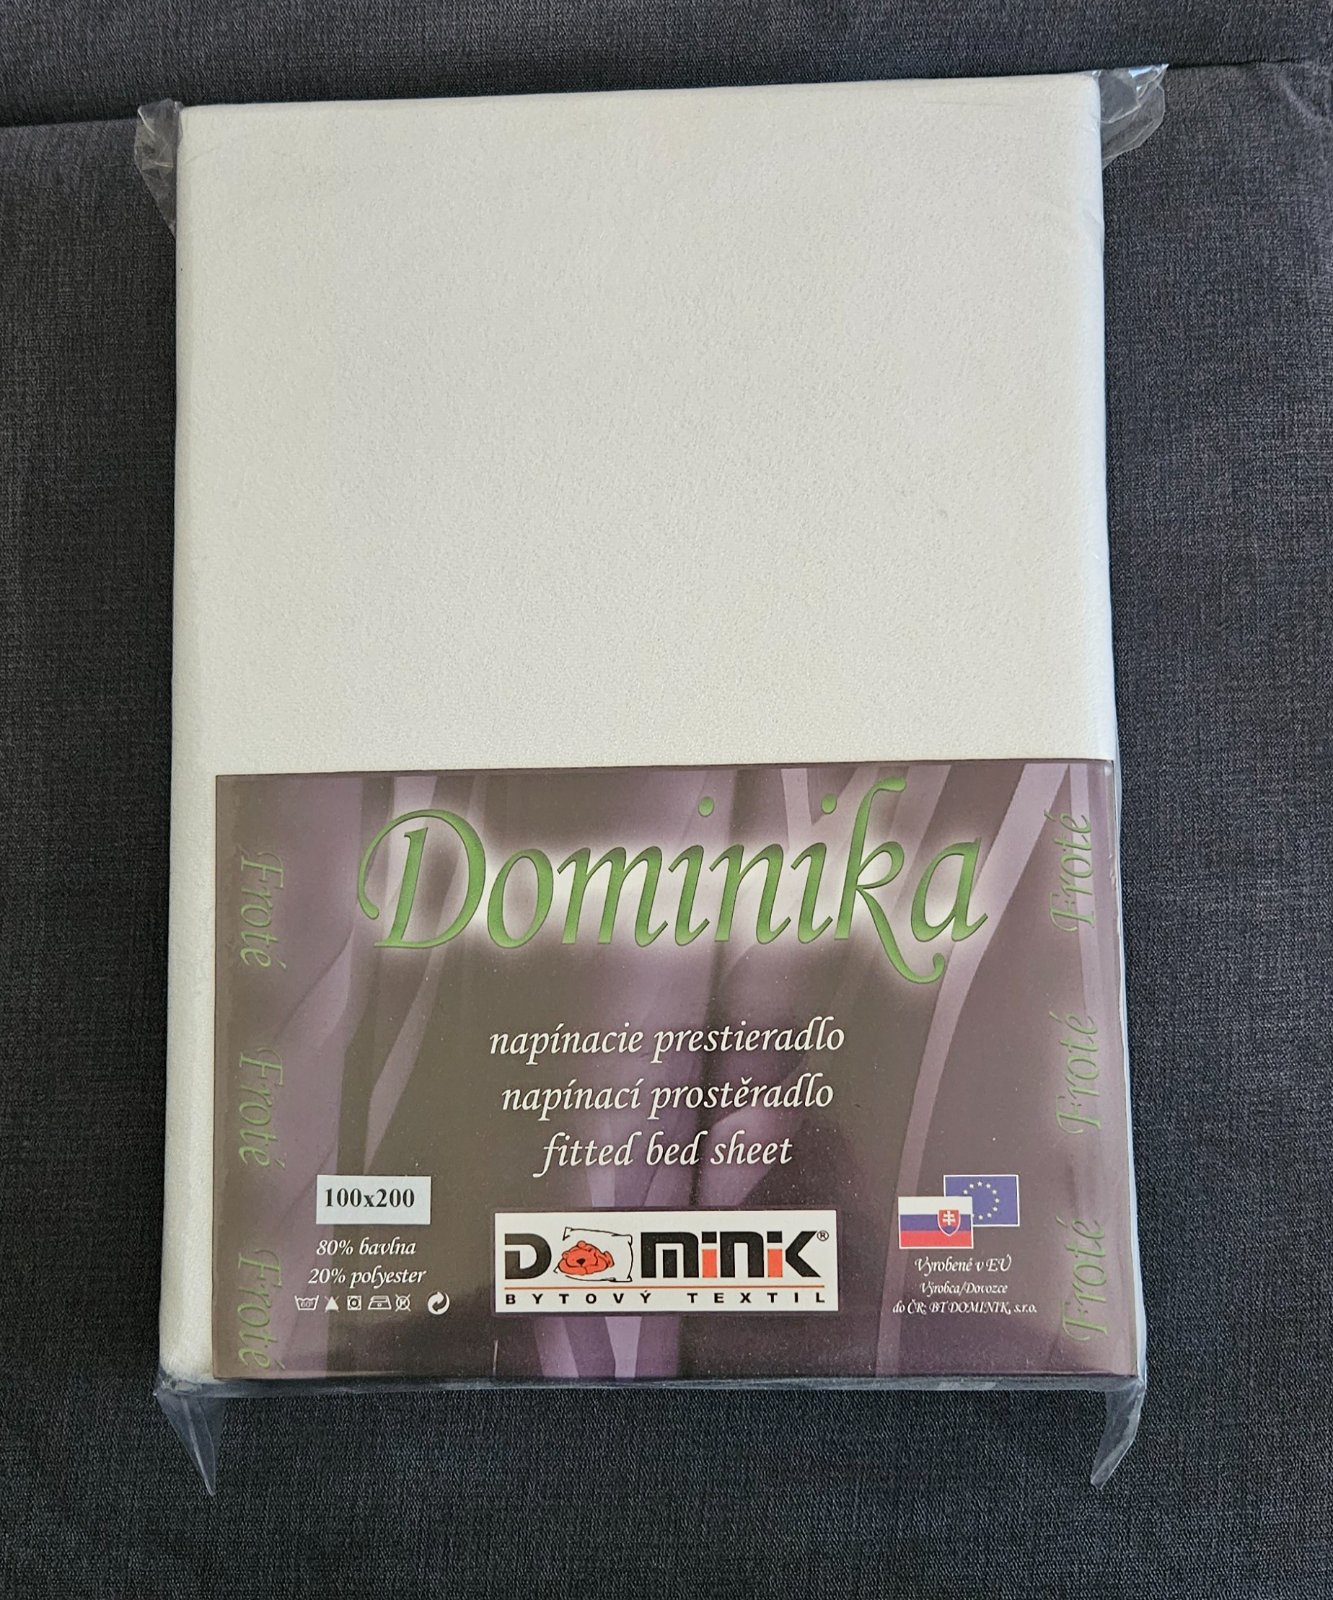 Dominika
Froté
Froté
Froté
Froté
Froté
Froté
napínacie prestieradlo
napínací prostěradlo
fitted bed sheet
100x200
80% bavlna
20% polyester
DOMINIK®
BYTOVÝ TEXTIL
Vyrobené v EÚ
Výrobca/Dovozce
do ČR: BT DOMINIK, s.r.o.